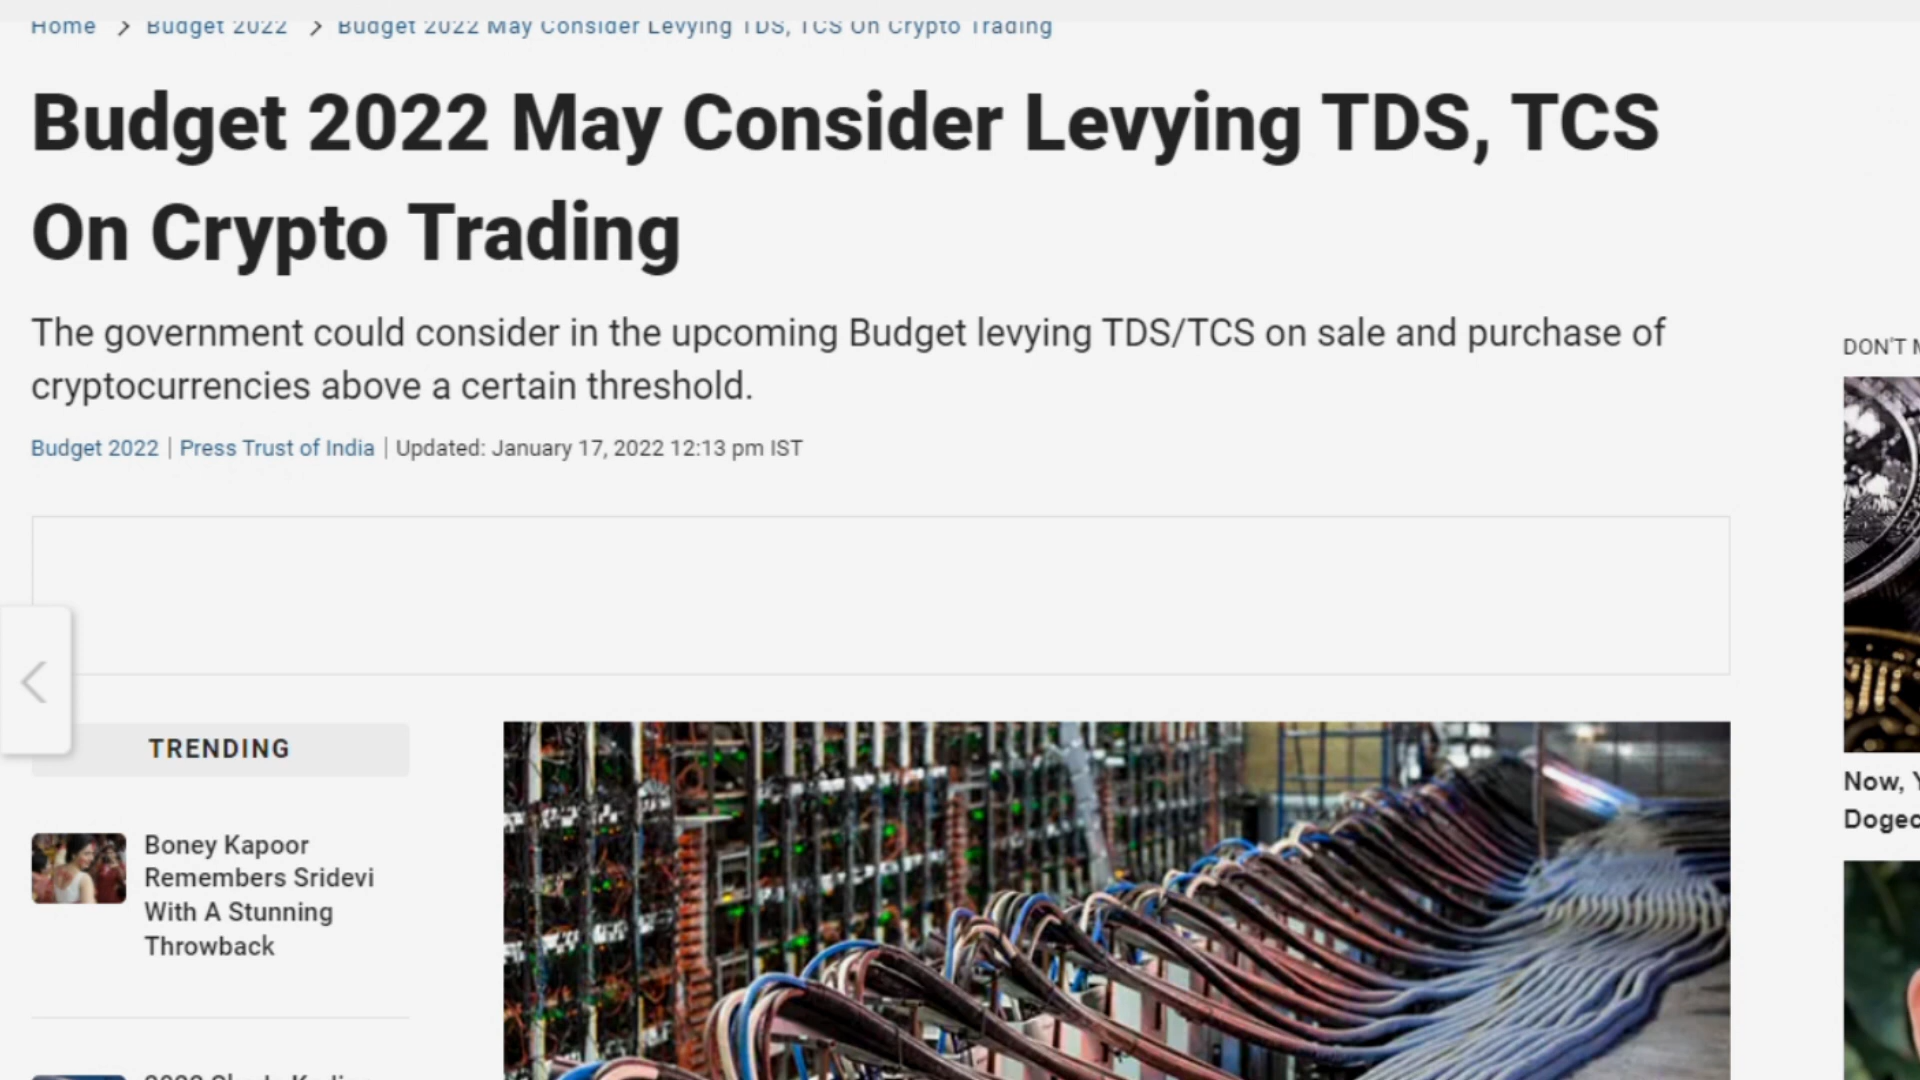 Home > Budget 2022 > Budget 2022 May Consider Levying TDS, TCS On Crypto Trading
Budget 2022 May Consider Levying TDS, TCS
On Crypto Trading
The government could consider in the upcoming Budget levying TDS/TCS on sale and purchase of
cryptocurrencies above a certain threshold.
Budget 2022 | Press Trust of India | Updated: January 17, 2022 12:13 pm IST
DON'T
TRENDING
Now,
Boney Kapoor
Remembers Sridevi
With A Stunning
Throwback